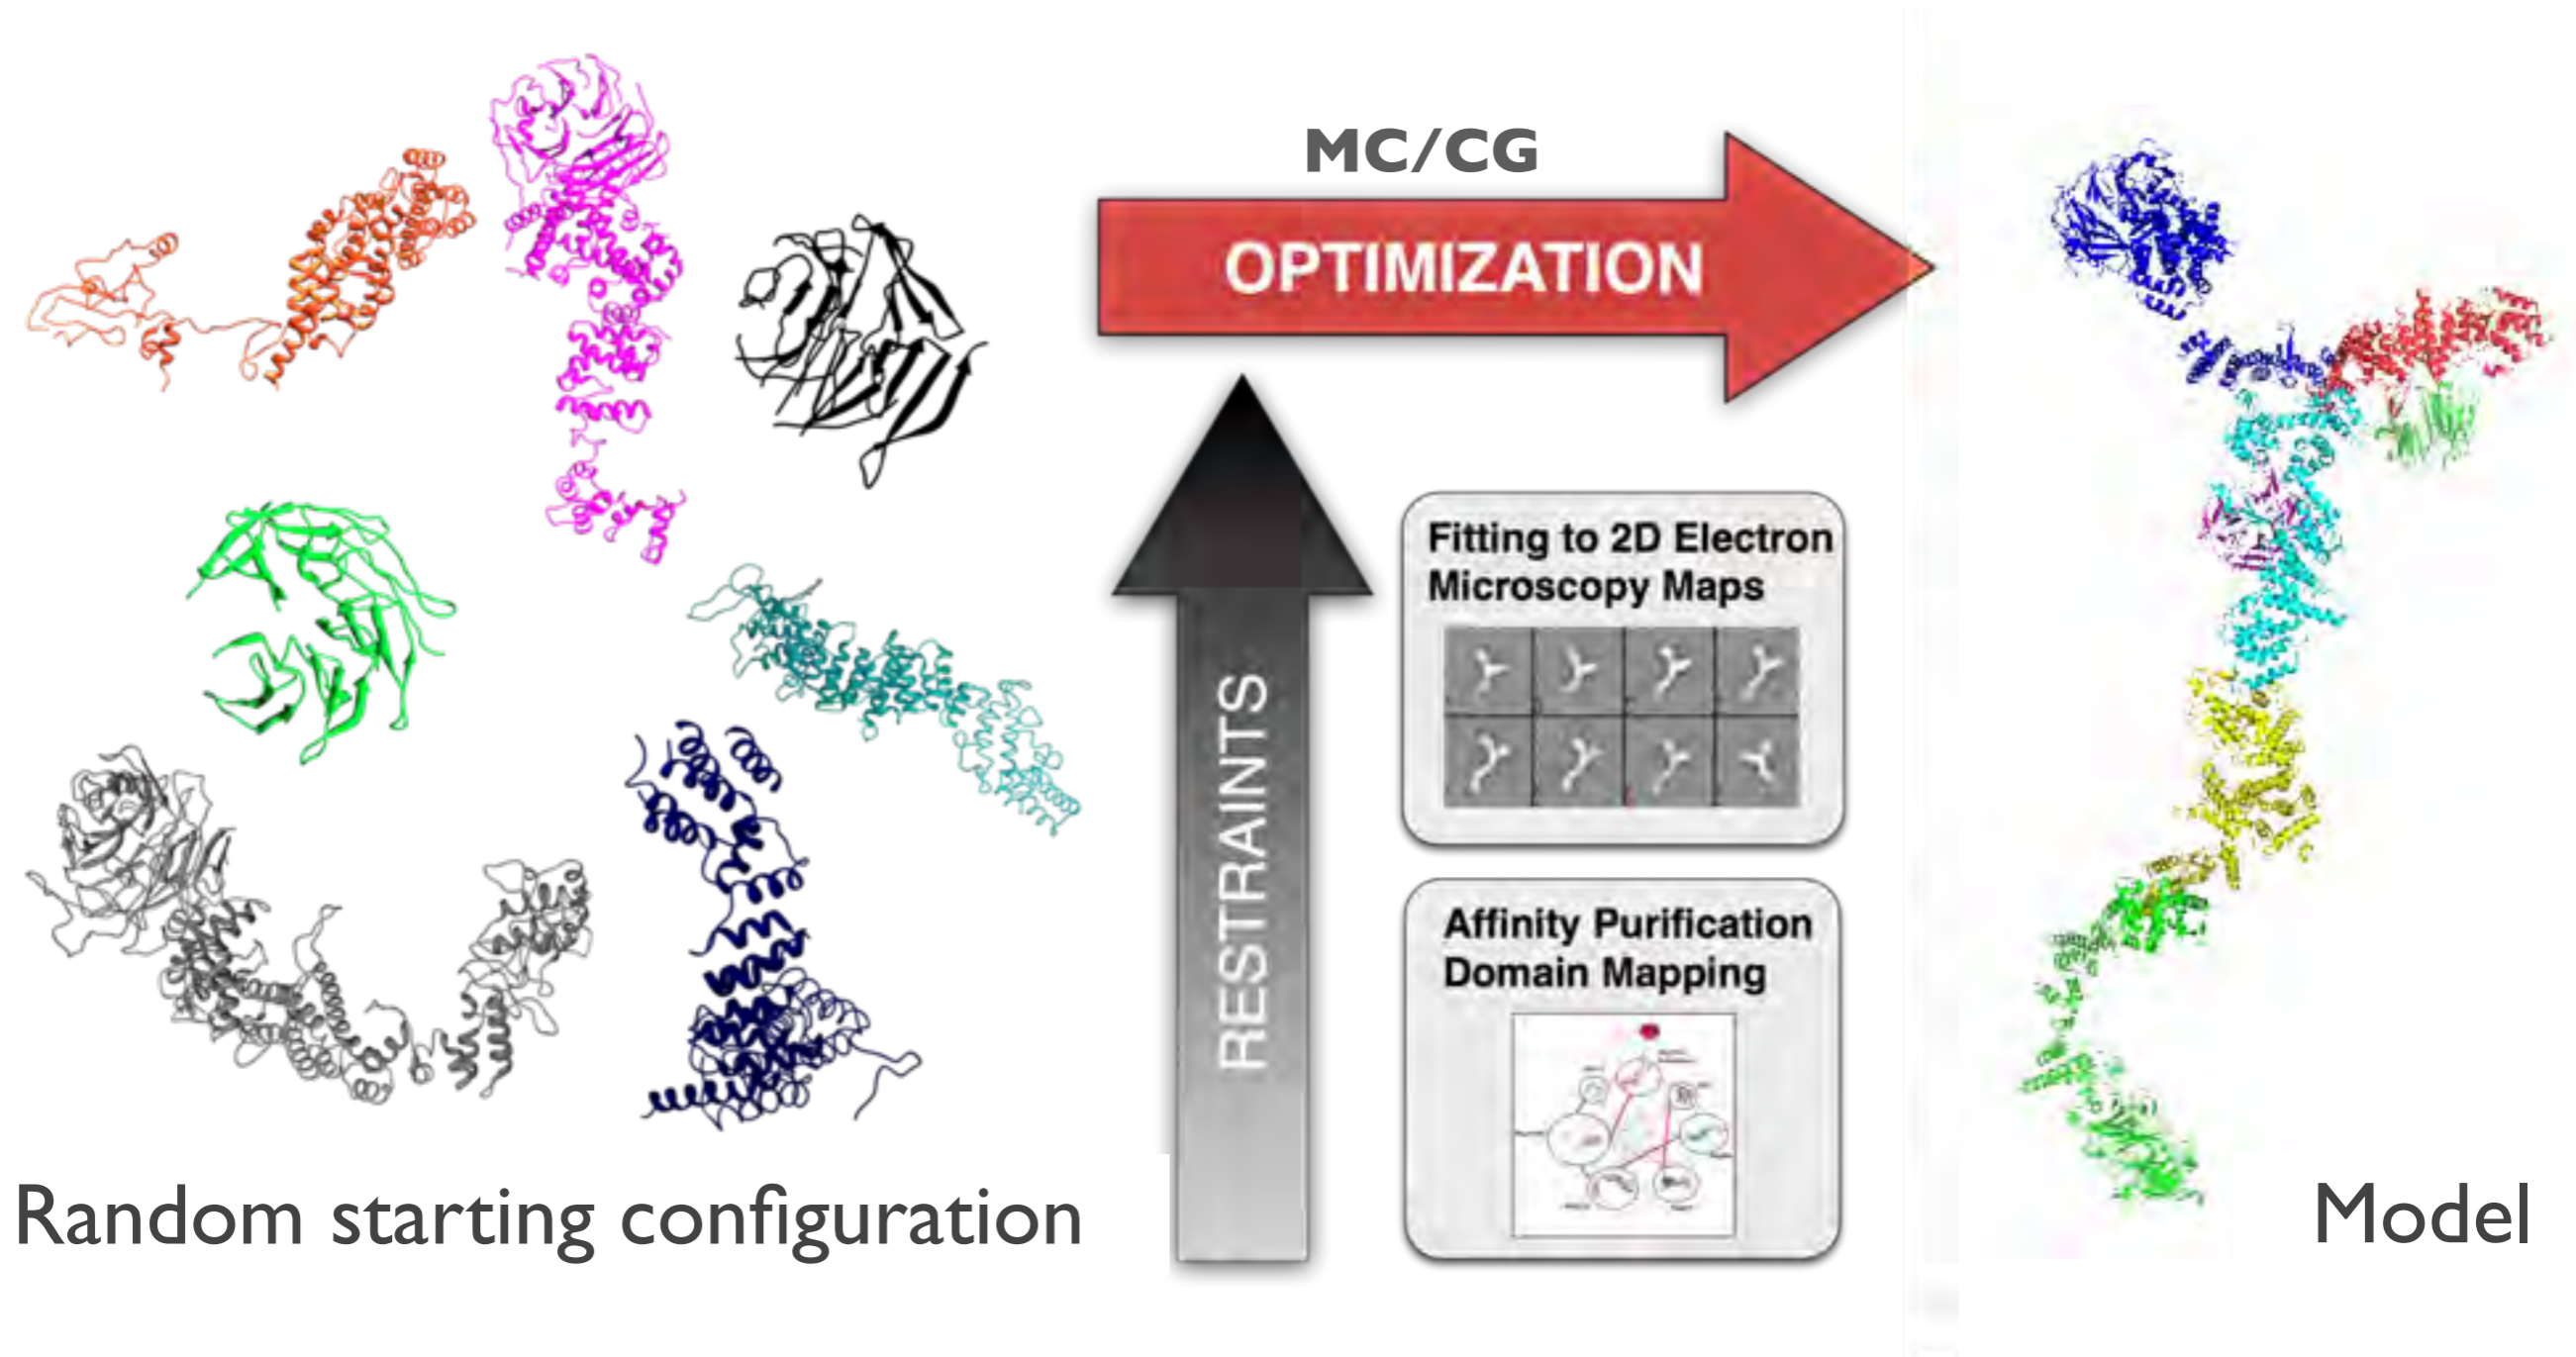 MC/CG
OPTIMIZATION
RESTRAINTS
Fitting to 2D Electron
Microscopy Maps
Affinity Purification
Domain Mapping
Random starting configuration
Model